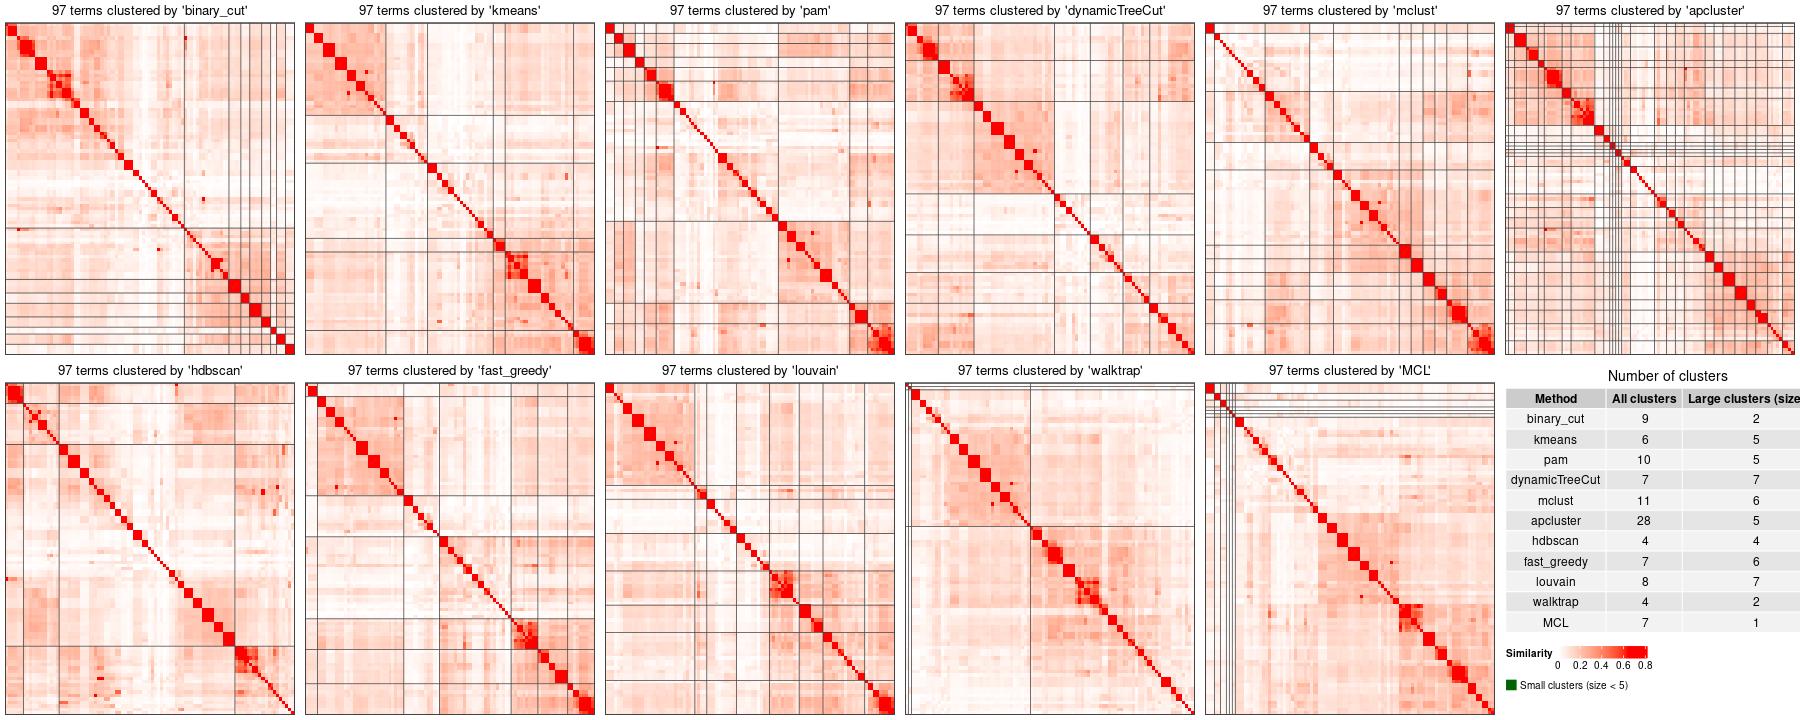 97 terms clustered by 'binary_cut'
97 terms clustered by 'kmeans'
97 terms clustered by 'pam'
97 terms clustered by 'dynamicTreeCut'
97 terms clustered by 'mclust'
97 terms clustered by 'apcluster'
97 terms clustered by 'hdbscan'
97 terms clustered by 'fast_greedy'
97 terms clustered by 'louvain'
97 terms clustered by 'walktrap'
97 terms clustered by 'MCL'
Number of clusters
Method All clusters Large clusters (size
binary_cut 9 2
kmeans 6 5
pam 10 5
dynamicTreeCut 7 7
mclust 11 6
apcluster 28 5
hdbscan 4 4
fast_greedy 7 6
louvain 8 7
walktrap 4 2
MCL 7 1
Similarity
0 0.2 0.4 0.6 0.8
Small clusters (size < 5)